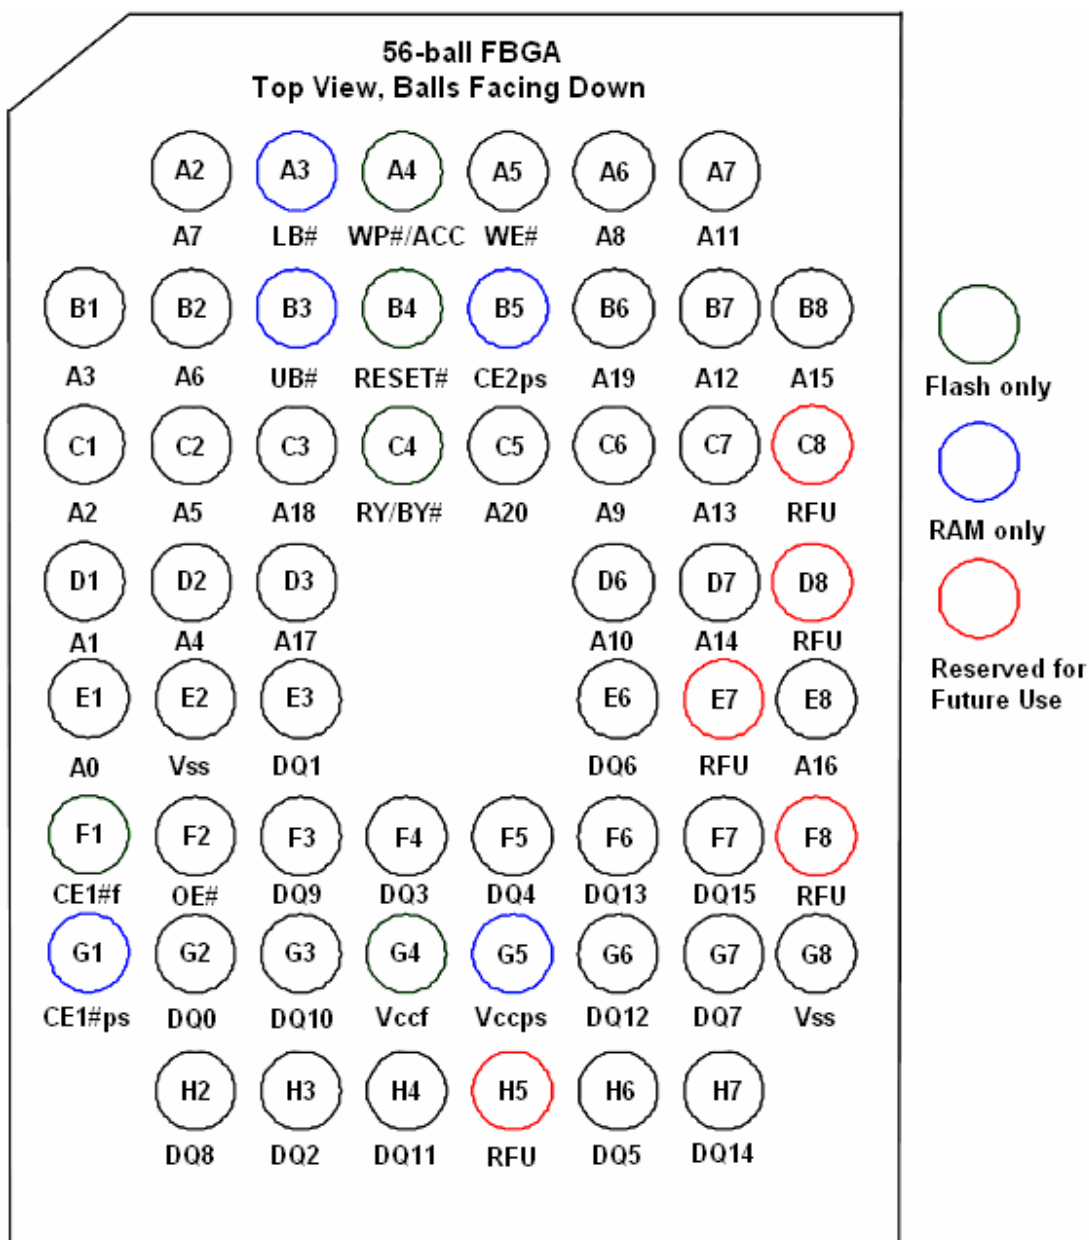 56-ball FBGA
Top View, Balls Facing Down
A2 A3 A4 A5 A6 A7
A7 LB# WP#/ACC WE# A8 A11
B1 B2 B3 B4 B5 B6 B7 B8
A3 A6 UB# RESET# CE2ps A19 A12 A15
C1 C2 C3 C4 C5 C6 C7 C8
A2 A5 A18 RY/BY# A20 A9 A13 RFU
D1 D2 D3 D6 D7 D8
A1 A4 A17 A10 A14 RFU
E1 E2 E3 E6 E7 E8
A0 Vss DQ1 DQ6 RFU A16
F1 F2 F3 F4 F5 F6 F7 F8
CE1#f OE# DQ9 DQ3 DQ4 DQ13 DQ15 RFU
G1 G2 G3 G4 G5 G6 G7 G8
CE1#ps DQ0 DQ10 Vccf Vccps DQ12 DQ7 Vss
H2 H3 H4 H5 H6 H7
DQ8 DQ2 DQ11 RFU DQ5 DQ14
Flash only
RAM only
Reserved for
Future Use